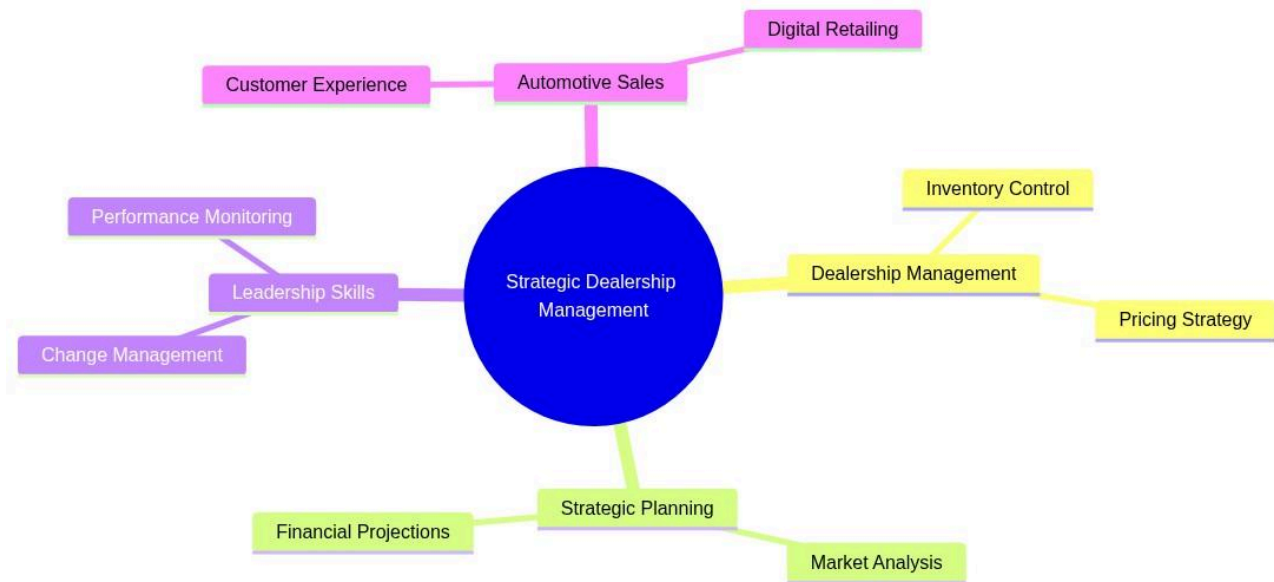 Digital Retailing
Customer Experience
Automotive Sales
Inventory Control
Performance Monitoring
Dealership Management
Leadership Skills
Strategic Dealership
Management
Pricing Strategy
Change Management
Strategic Planning
Financial Projections
Market Analysis